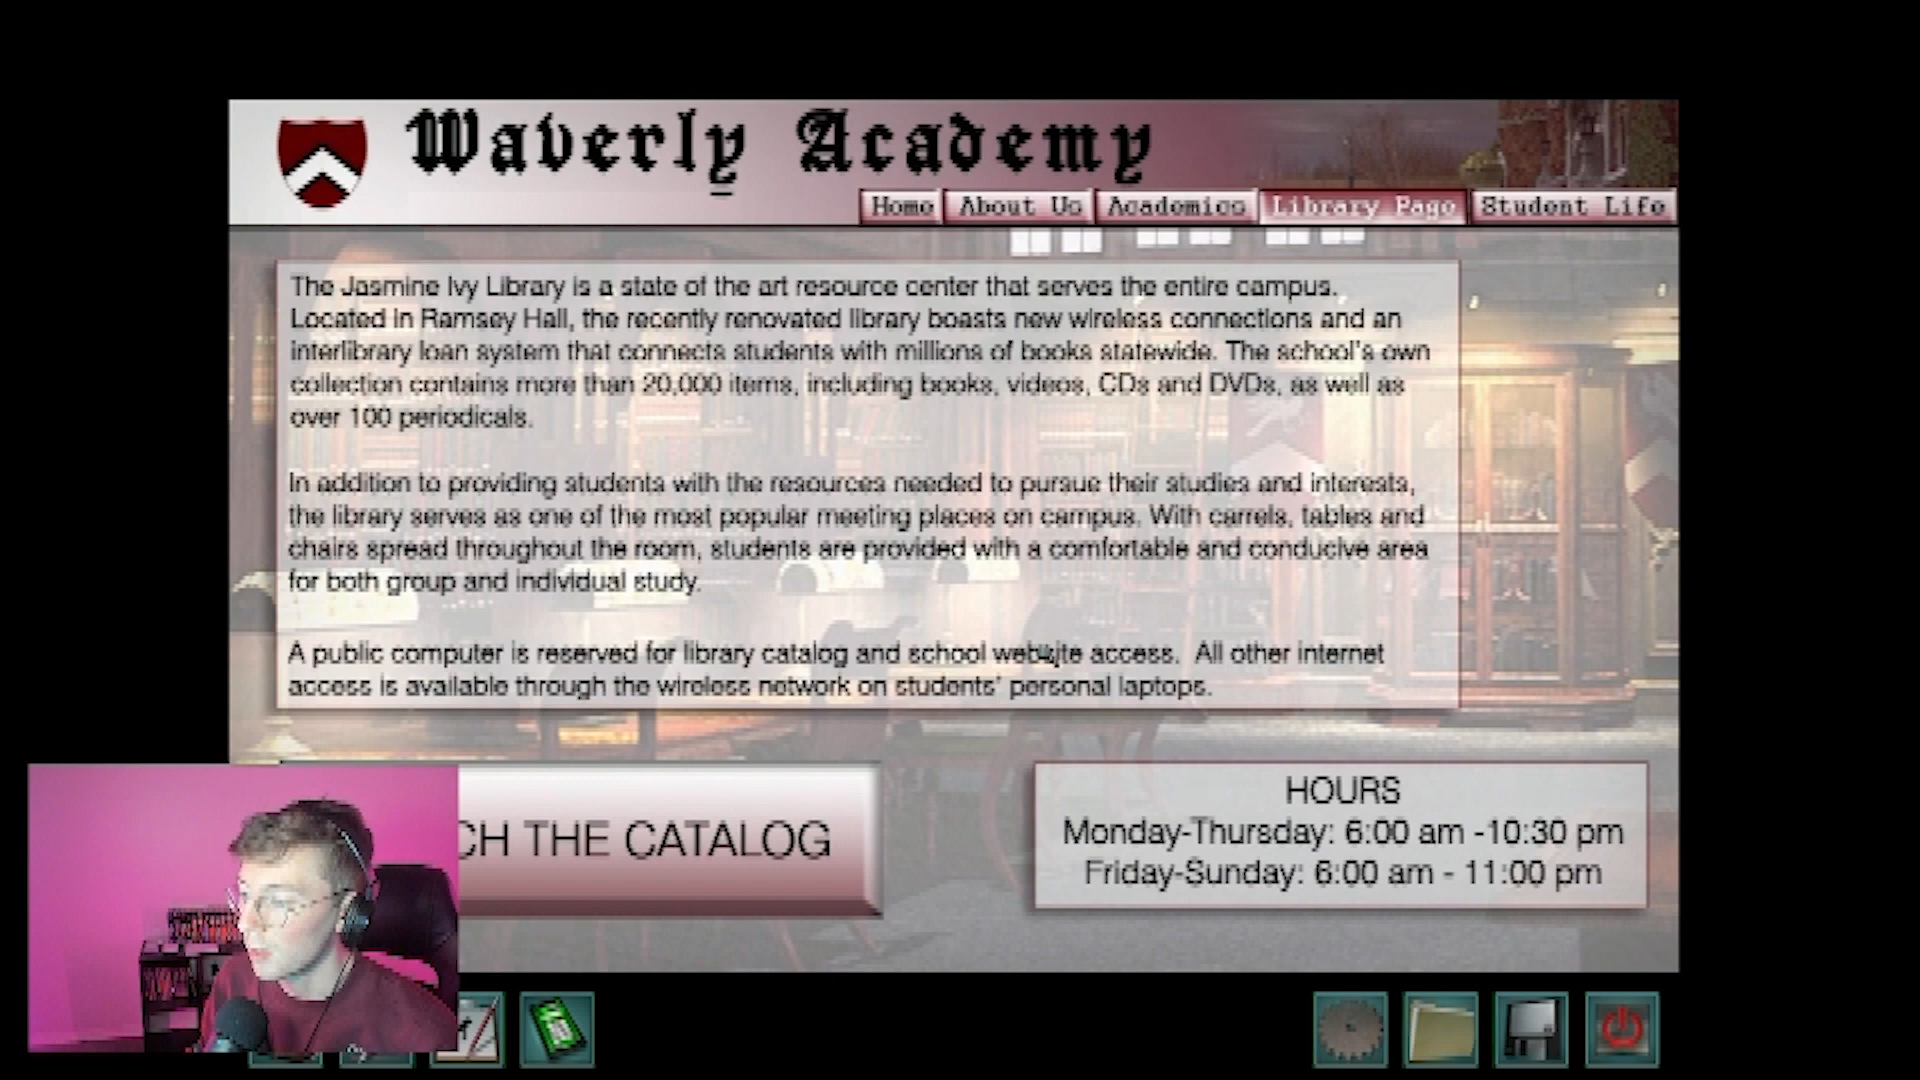 Waverly Academy
Home About Us Academics Library Page Student Life
The Jasmine Ivy Library is a state of the art resource center that serves the entire campus.
Located in Ramsey Hall, the recently renovated library boasts new wireless connections and an
interlibrary loan system that connects students with millions of books statewide. The school's own
collection contains more than 20,000 items, including books, videos, CDs and DVDs, as well as
over 100 periodicals.
In addition to providing students with the resources needed to pursue their studies and interests,
the library serves as one of the most popular meeting places on campus. With carrels, tables and
chairs spread throughout the room, students are provided with a comfortable and conducive area
for both group and individual study.
A public computer is reserved for library catalog and school website access. All other internet
access is available through the wireless network on students' personal laptops.
CH THE CATALOG
HOURS
Monday-Thursday: 6:00 am -10:30 pm
Friday-Sunday: 6:00 am - 11:00 pm